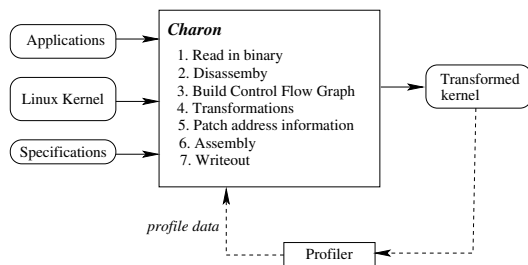 Applications
Linux Kernel
Specifications
Charon
1. Read in binary
2. Disassemby
3. Build Control Flow Graph
4. Transformations
5. Patch address information
6. Assembly
7. Writeout
Transformed
kernel
profile data
Profiler